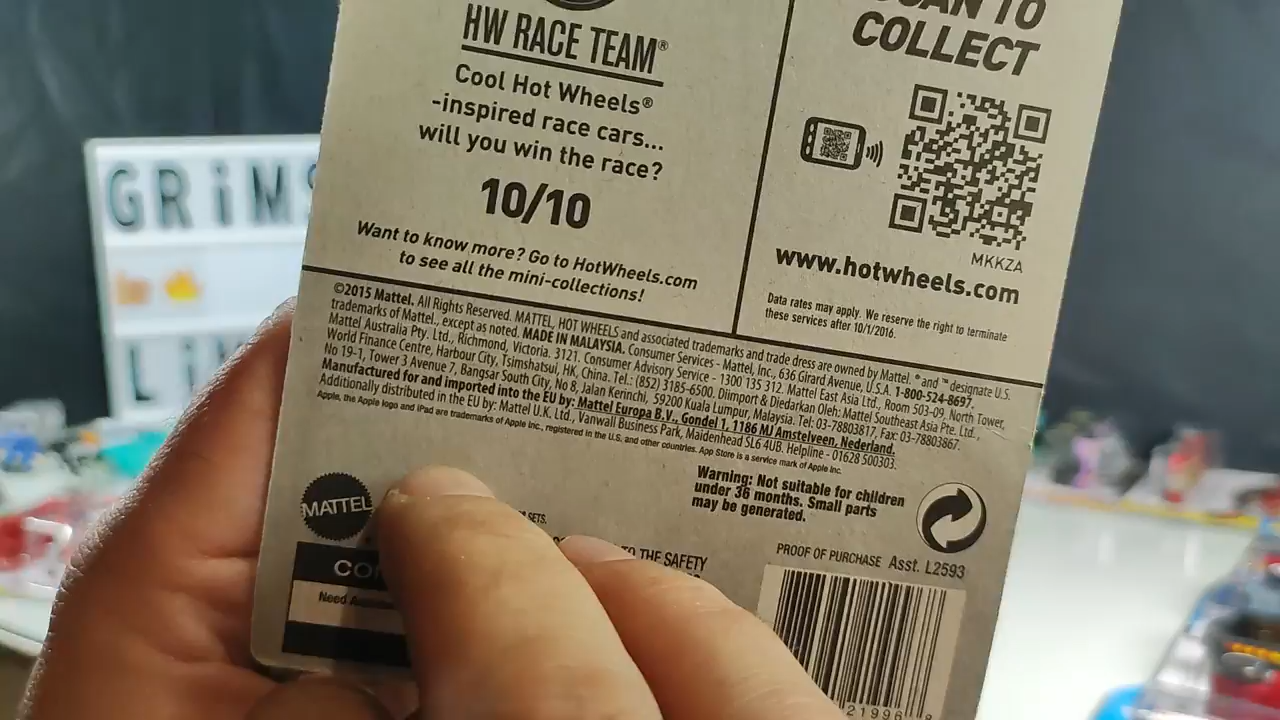 HW RACE TEAM®
Cool Hot Wheels®
-inspired race cars...
will you win the race?
10/10
Want to know more? Go to HotWheels.com
to see all the mini-collections!
TO
COLLECT
MKKZA
www.hotwheels.com
Data rates may apply. We reserve the right to terminate
these services after 10/1/2016.
©2015 Mattel. All Rights Reserved. MATTEL, HOT WHEELS and associated trademarks and trade dress are owned by Mattel. ® and ™ designate U.S.
trademarks of Mattel, except as noted. MADE IN MALAYSIA. Consumer Services - Mattel, Inc., 636 Girard Avenue, U.S.A. 1-800-524-8697.
Mattel Australia Pty. Ltd., Richmond, Victoria. 3121. Consumer Advisory Service - 1300 135 312. Mattel East Asia Ltd., Room 503-09, North Tower,
World Finance Centre, Harbour City, Tsimshatsui, HK, China. Tel.: (852) 3185-6500. Diimport & Diedarkan Oleh: Mattel Southeast Asia Pte. Ltd.,
No 19-1, Tower 3 Avenue 7, Bangsar South City, No 8, Jalan Kerinchi, 59200 Kuala Lumpur, Malaysia. Tel: 03-78803817, Fax: 03-78803867.
Manufactured for and imported into the EU by: Mattel Europa B.V., Gondel 1, 1186 MJ Amstelveen, Nederland.
Additionally distributed in the EU by: Mattel U.K. Ltd., Vanwall Business Park, Maidenhead SL6 4UB. Helpline - 01628 500303.
Apple, the Apple logo and iPad are trademarks of Apple Inc., registered in the U.S. and other countries. App Store is a service mark of Apple Inc.
Warning: Not suitable for children
under 36 months. Small parts
may be generated.
MATTEL
SETS.
TO THE SAFETY
PROOF OF PURCHASE Asst. L2593
Need
21996
GRiMS